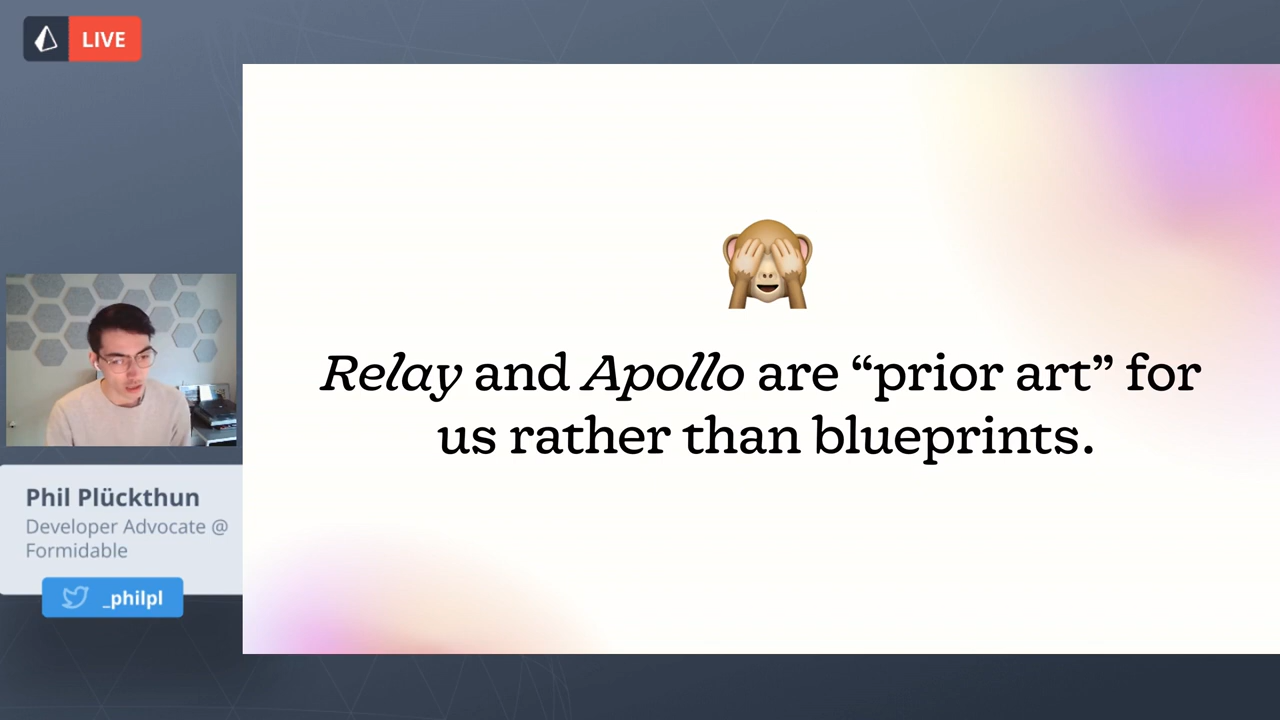 LIVE
Relay and Apollo are “prior art” for
us rather than blueprints.
Phil Plückthun
Developer Advocate @
Formidable
_philpl